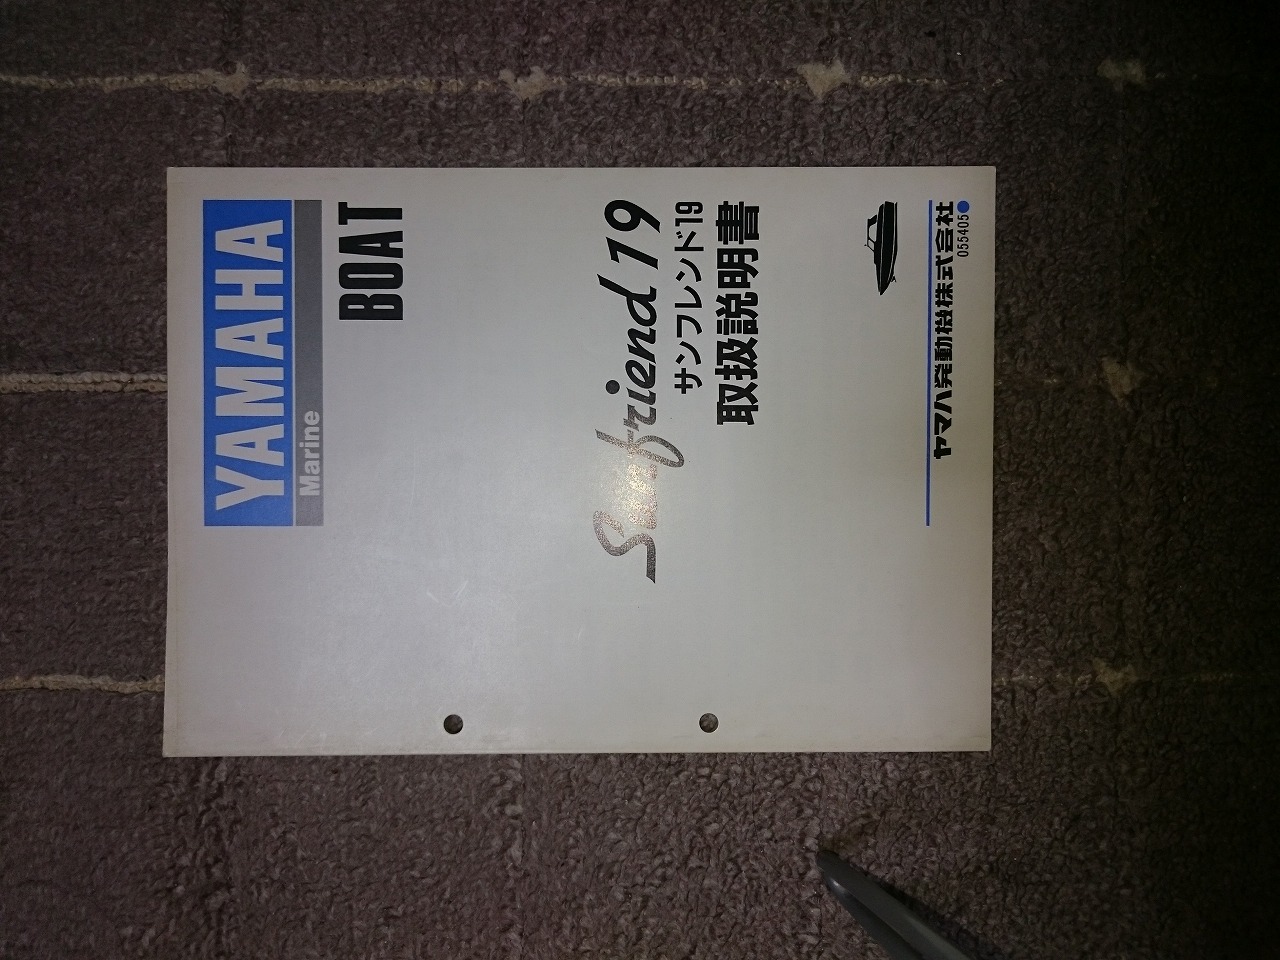 YAMAHA
Marine
BOAT
Sunfriend 19
サンフレンド19
取扱説明書
ヤマハ発動機株式会社
055405●